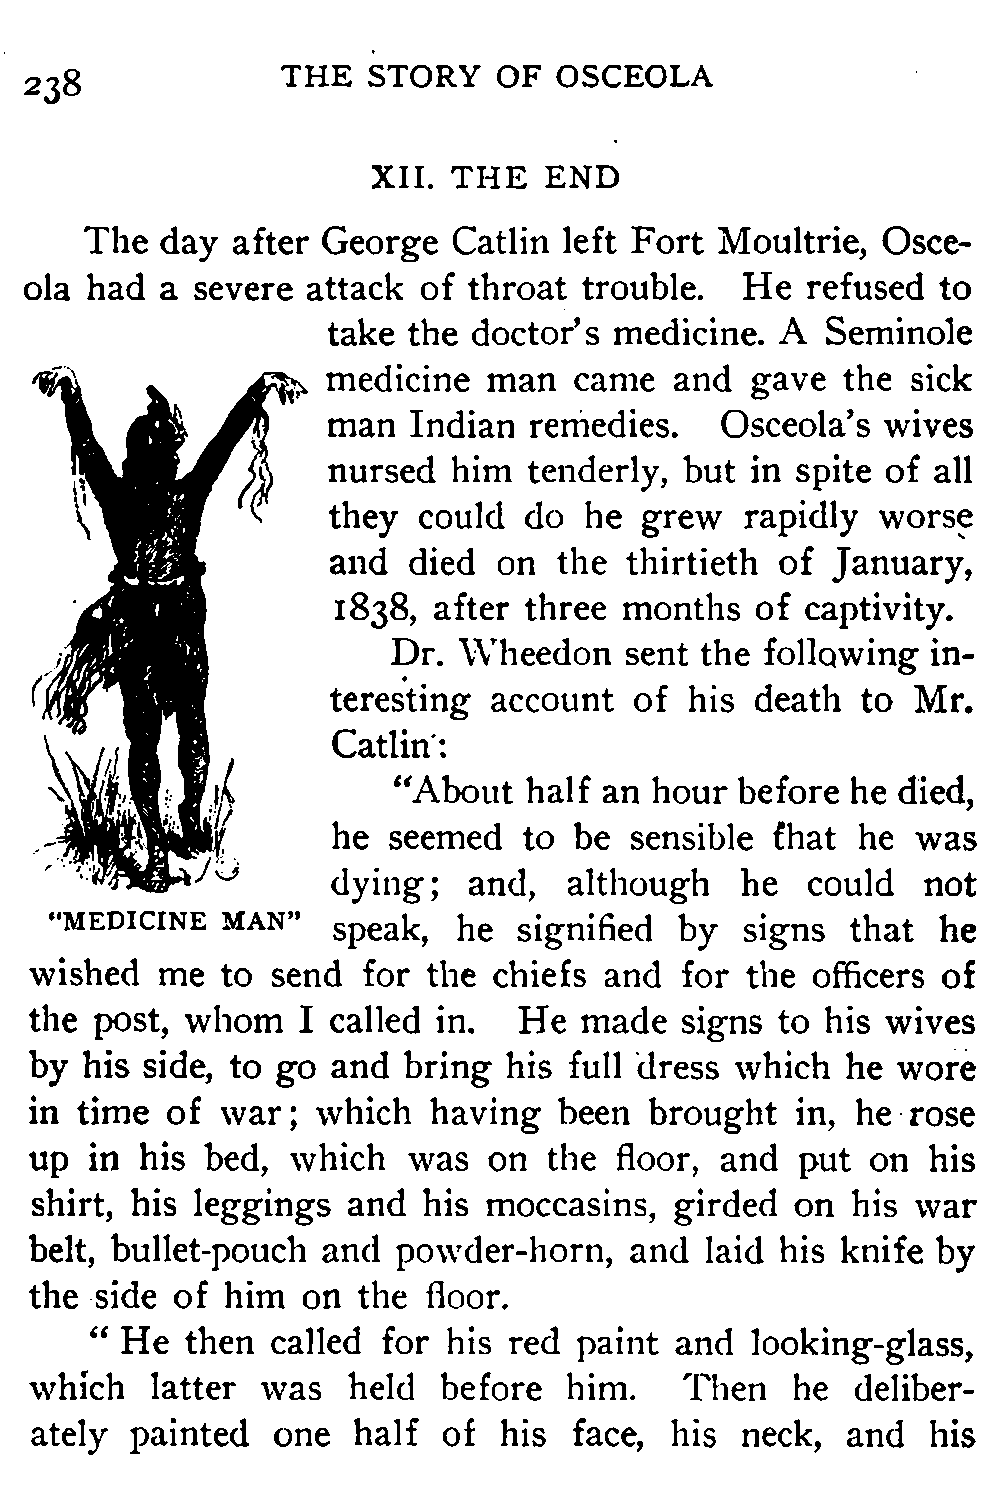 238
THE STORY OF OSCEOLA
XII. THE END
The day after George Catlin left Fort Moultrie, Osce-
ola had a severe attack of throat trouble. He refused to
take the doctor's medicine. A Seminole
medicine man came and gave the sick
man Indian remedies. Osceola's wives
nursed him tenderly, but in spite of all
they could do he grew rapidly worse
and died on the thirtieth of January,
1838, after three months of captivity.
Dr. Wheedon sent the following in-
teresting account of his death to Mr.
Catlin:
"About half an hour before he died,
he seemed to be sensible that he was
dying; and, although he could not
speak, he signified by signs that he
"MEDICINE MAN"
wished me to send for the chiefs and for the officers of
the post, whom I called in. He made signs to his wives
by his side, to go and bring his full dress which he wore
in time of war; which having been brought in, he rose
up in his bed, which was on the floor, and put on his
shirt, his leggings and his moccasins, girded on his war
belt, bullet-pouch and powder-horn, and laid his knife by
the side of him on the floor.
" He then called for his red paint and looking-glass,
which latter was held before him. Then he deliber-
ately painted one half of his face, his neck, and his